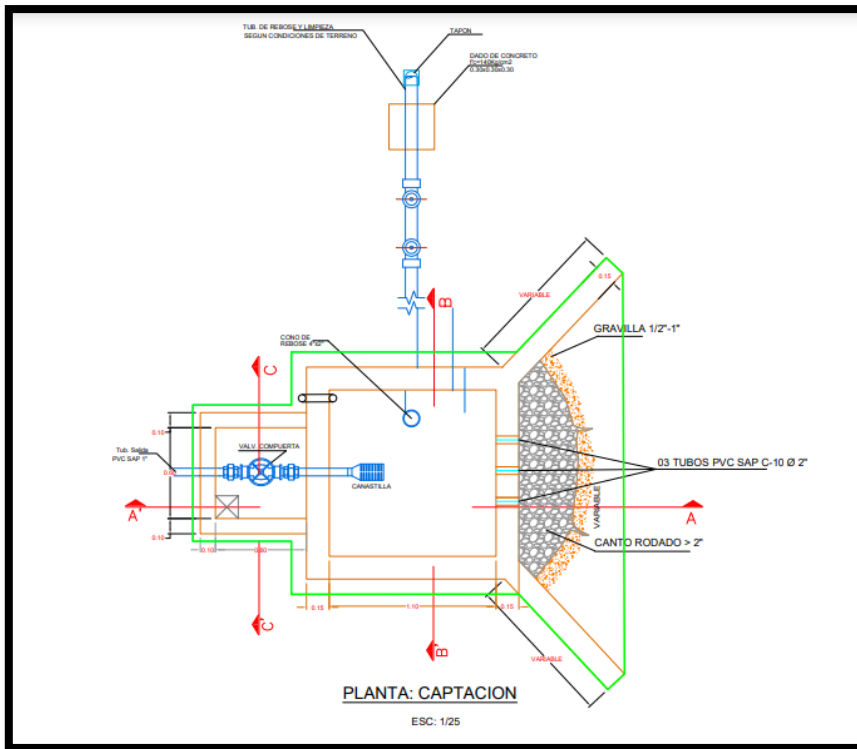 TUB. DE REBOSE Y LIMPIEZA
SEGUN CONDICIONES DE TERRENO
TAPON
DADO DE CONCRETO
0.30x0.30x0.30
B
0.15
VARIABLE
GRAVILLA 1/2"-1"
CONO DE
C
VALV. COMPUERTA
0.10
Tub. Salida
PVC SAP 1"
CANASTILLA
03 TUBOS PVC SAP C-10 Ø 2"
A'
A
VARIABLE
CANTO RODADO > 2"
0.10
0.10
0.15
1.10
0.15
C'
B'
VARIABLE
PLANTA: CAPTACION
ESC: 1/25